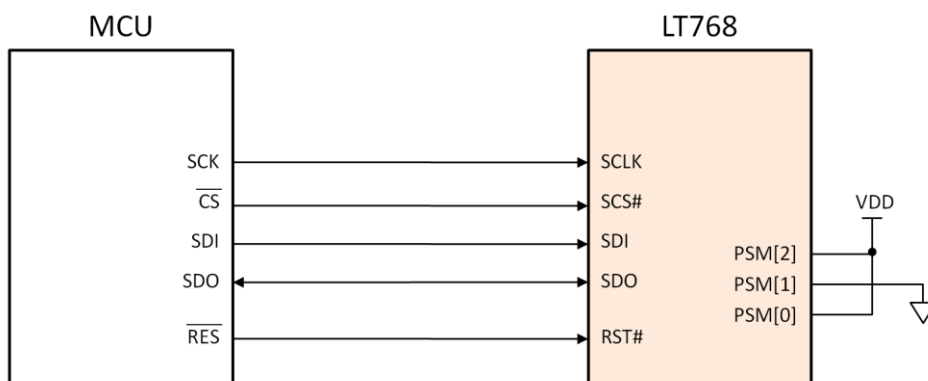 MCU
LT768
SCK
SCLK
CS
SCS#
VDD
SDI
SDI
PSM[2]
SDO
SDO
PSM[1]
PSM[0]
RES
RST#